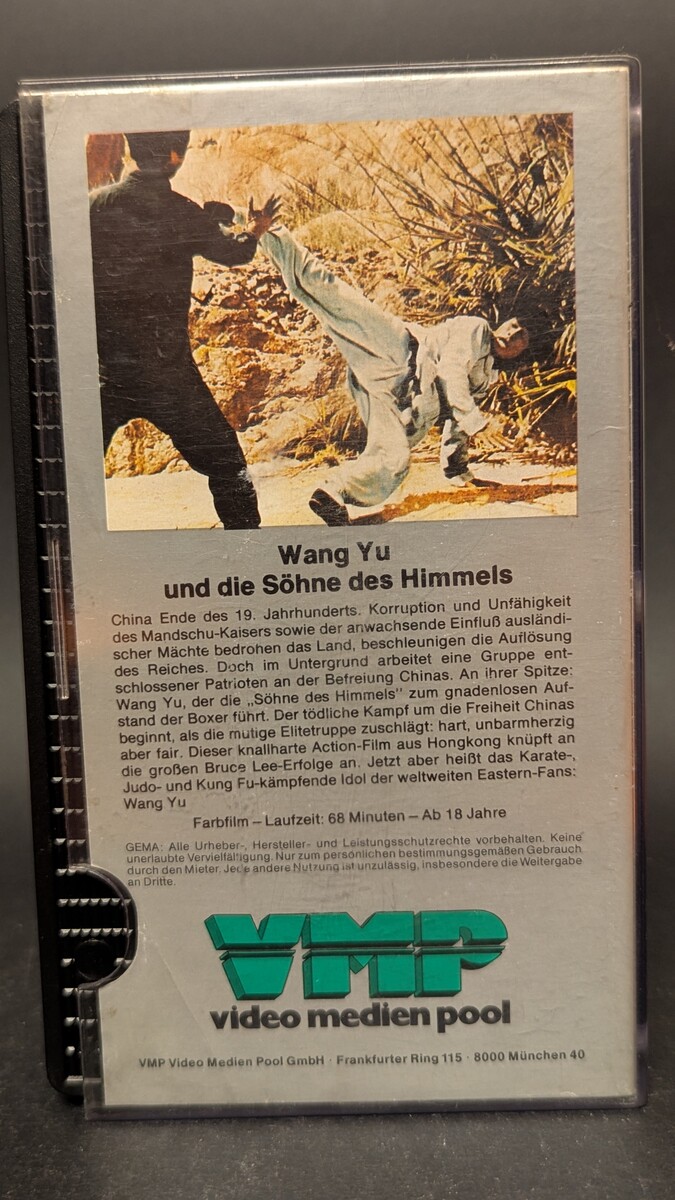 Wang Yu
und die Söhne des Himmels
China Ende des 19. Jahrhunderts. Korruption und Unfähigkeit
des Mandschu-Kaisers sowie der anwachsende Einfluß ausländi-
scher Mächte bedrohen das Land, beschleunigen die Auflösung
des Reiches. Doch im Untergrund arbeitet eine Gruppe ent-
schlossener Patrioten an der Befreiung Chinas. An ihrer Spitze:
Wang Yu, der die „Söhne des Himmels" zum gnadenlosen Auf-
stand der Boxer führt. Der tödliche Kampf um die Freiheit Chinas
beginnt, als die mutige Elitetruppe zuschlägt: hart, unbarmherzig
aber fair. Dieser knallharte Action-Film aus Hongkong knüpft an
die großen Bruce Lee-Erfolge an. Jetzt aber heißt das Karate-,
Judo- und Kung Fu-kämpfende Idol der weltweiten Eastern-Fans:
Wang Yu
Farbfilm – Laufzeit: 68 Minuten – Ab 18 Jahre
GEMA: Alle Urheber-, Hersteller- und Leistungsschutzrechte vorbehalten. Keine
unerlaubte Vervielfältigung. Nur zum persönlichen bestimmungsgemäßen Gebrauch
durch den Mieter. Jede andere Nutzung ist unzulässig, insbesondere die Weitergabe
an Dritte.
VMP
video medien pool
VMP Video Medien Pool GmbH · Frankfurter Ring 115 · 8000 München 40